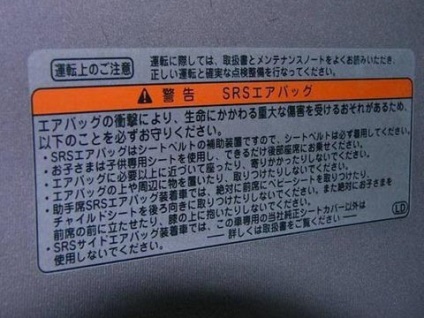 運転上のご注意
運転に際しては、取扱書とメンテナンスノートをよくお読みいただき、
正しい運転と確実な点検整備を行なってください。
警告 SRSエアバッグ
エアバッグの衝撃により、生命にかかわる重大な傷害を受けるおそれがあるため、
以下のことを必ずお守りください。
・SRSエアバッグはシートベルトの補助装置ですので、シートベルトは必ず着用してください。
・お子さまは子供専用シートを使用し、できるだけ後部座席にお乗せください。
・エアバッグに必要以上に近づいて座ったり、寄りかかったりしないでください。
・エアバッグの上や周辺に物を置いたり、取り付けたりしないでください。
・助手席SRSエアバッグ装着車では、絶対に前席にベビーシートを取りつけたり
チャイルドシートを後ろ向きに取りつけたりしないでください。また絶対にお子さまを
前席の前に立たせたり、膝の上に抱いたりしないでください。
・SRSサイドエアバッグ装着車では、この車専用の当社純正シートカバー以外は
使用しないでください。
―詳しくは取扱書をご覧ください―
LD